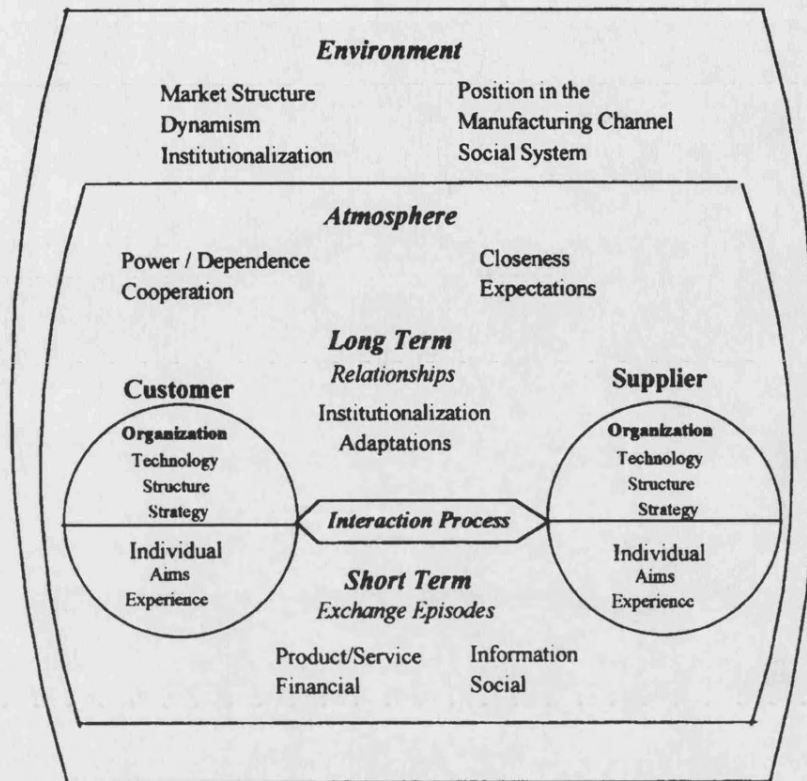 Environment
Market Structure
Dynamism
Institutionalization
Position in the
Manufacturing Channel
Social System
Atmosphere
Power / Dependence
Cooperation
Closeness
Expectations
Long Term
Relationships
Institutionalization
Adaptations
Customer
Organization
Technology
Structure
Strategy
Individual
Aims
Experience
Interaction Process
Supplier
Organization
Technology
Structure
Strategy
Individual
Aims
Experience
Short Term
Exchange Episodes
Product/Service
Financial
Information
Social